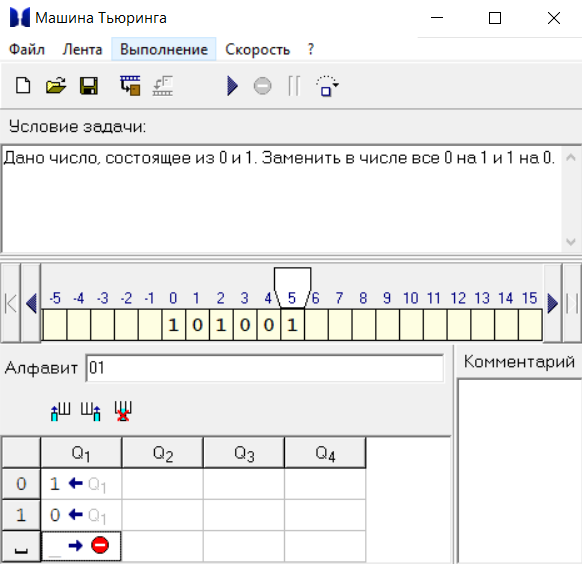 Машина Тьюринга
Файл Лента Выполнение Скорость ?
Условие задачи:
Дано число, состоящее из 0 и 1. Заменить в числе все 0 на 1 и 1 на 0.
-5 -4 -3 -2 -1 0 1 2 3 4 5 6 7 8 9 10 11 12 13 14 15
1 0 1 0 0 1
Алфавит 01
Комментарий
Q1 Q2 Q3 Q4
0 1 ← Q1
1 0 ← Q1
␣ _ →